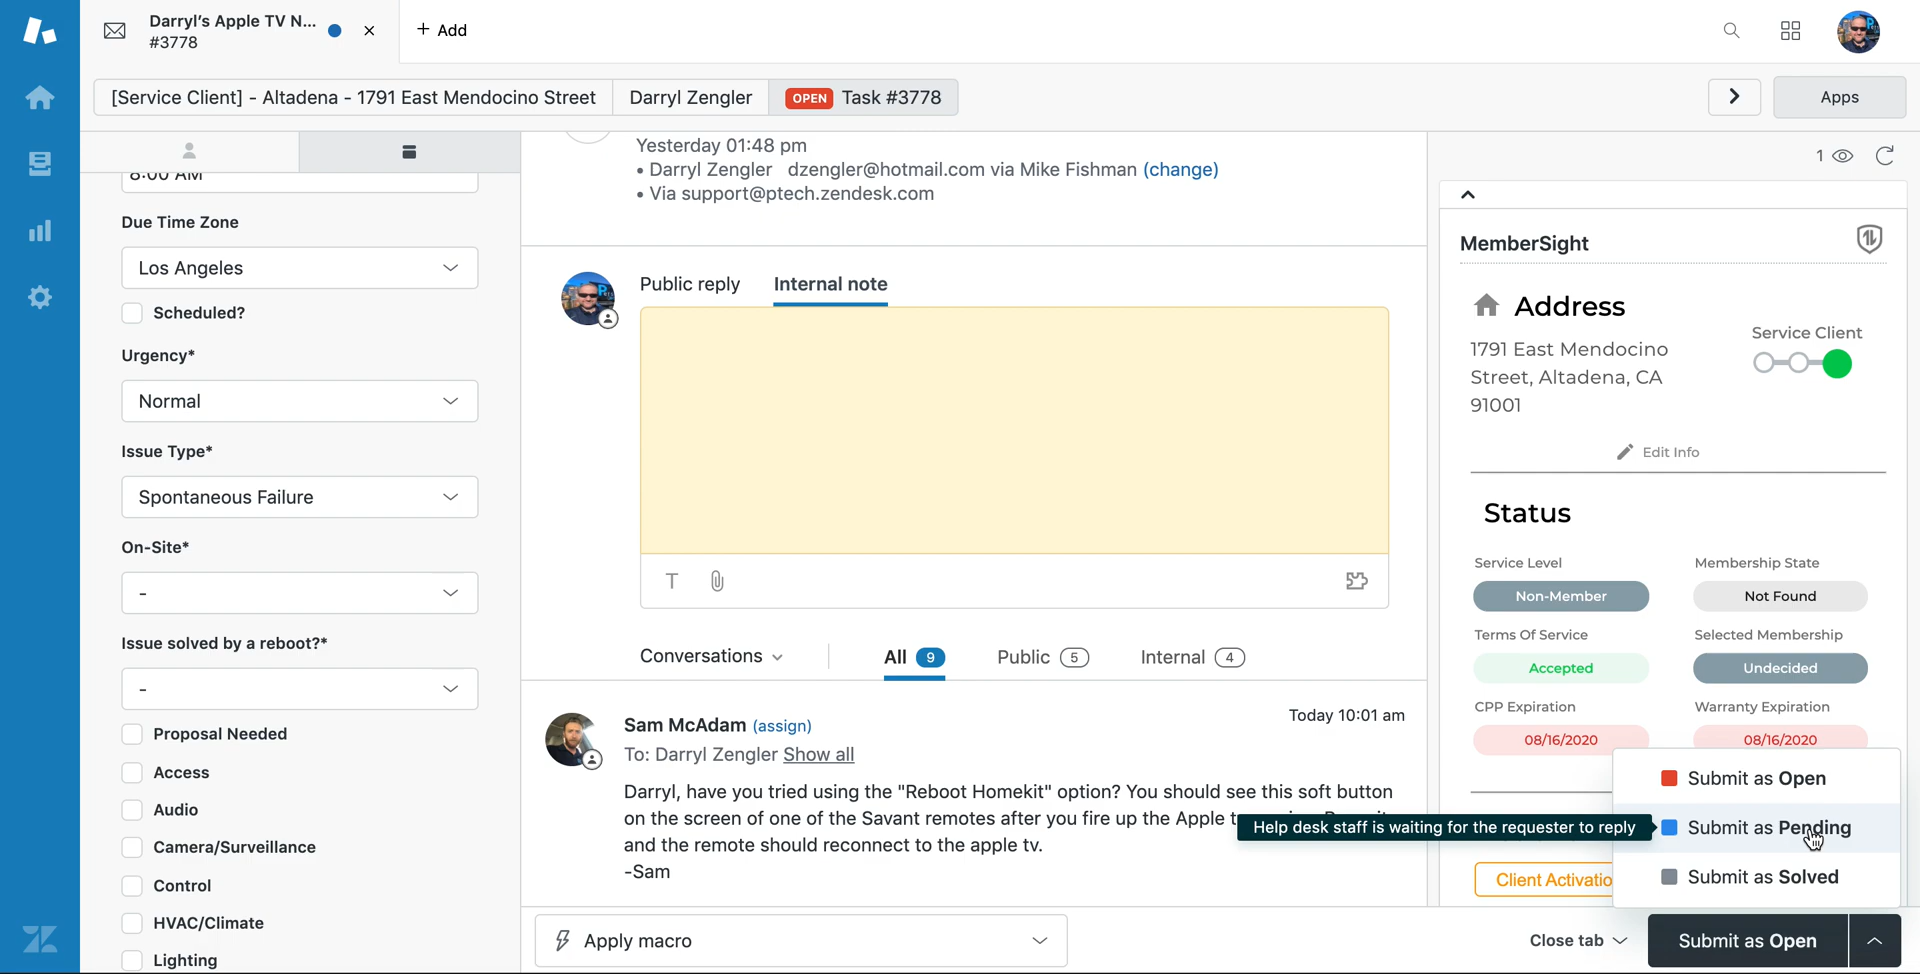 Darryl's Apple TV N...
#3778
+ Add
[Service Client] - Altadena - 1791 East Mendocino Street
Darryl Zengler
OPEN Task #3778
Apps
8:00 AM
Due Time Zone
Los Angeles
Scheduled?
Urgency*
Normal
Issue Type*
Spontaneous Failure
On-Site*
-
Issue solved by a reboot?*
-
Proposal Needed
Access
Audio
Camera/Surveillance
Control
HVAC/Climate
Lighting
Yesterday 01:48 pm
• Darryl Zengler dzengler@hotmail.com via Mike Fishman (change)
• Via support@ptech.zendesk.com
Public reply
Internal note
T
Conversations
All 9
Public 5
Internal 4
Sam McAdam (assign)
Today 10:01 am
To: Darryl Zengler Show all
Darryl, have you tried using the "Reboot Homekit" option? You should see this soft button
on the screen of one of the Savant remotes after you fire up the Apple
and the remote should reconnect to the apple tv.
-Sam
Apply macro
Close tab
Submit as Open
1
MemberSight
Address
1791 East Mendocino
Street, Altadena, CA
91001
Service Client
Edit Info
Status
Service Level
Membership State
Non-Member
Not Found
Terms Of Service
Selected Membership
Accepted
Undecided
CPP Expiration
Warranty Expiration
08/16/2020
08/16/2020
Submit as Open
Help desk staff is waiting for the requester to reply
Submit as Pending
Submit as Solved
Client Activatio